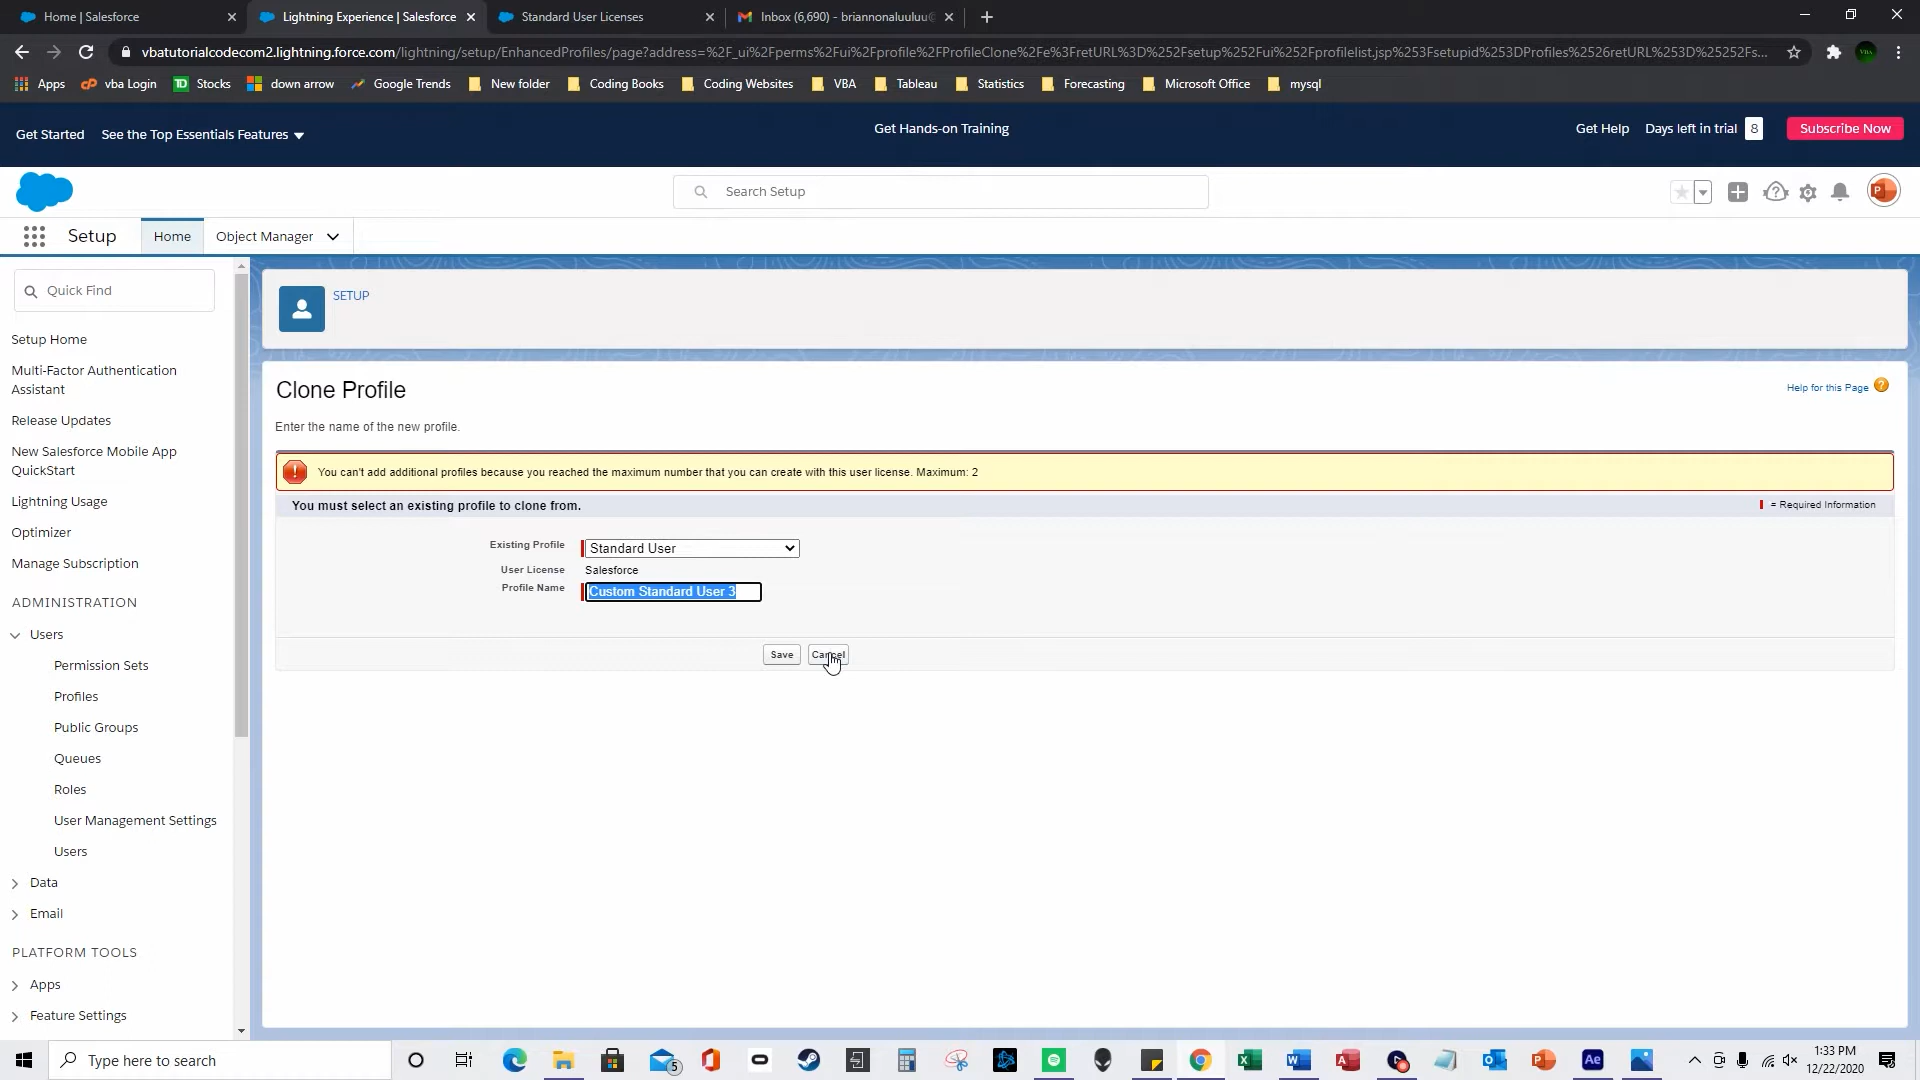 Home | Salesforce
Lightning Experience | Salesforce
Standard User Licenses
Inbox (6,690) - briannonaluuluu@
vbatutorialcodecom2.lightning.force.com/lightning/setup/EnhancedProfiles/page?address=%2F_ui%2Fperms%2Fui%2Fprofile%2FProfileClone%2Fe%3FretURL%3D%252Fsetup%252Fui%252Fprofilelist.jsp%253Fsetupid%253DProfiles%2526retURL%253D%25252Fs...
Apps vba Login Stocks down arrow Google Trends New folder Coding Books Coding Websites VBA Tableau Statistics Forecasting Microsoft Office mysql
Get Started See the Top Essentials Features Get Hands-on Training Get Help Days left in trial 8 Subscribe Now
Search Setup
Setup Home Object Manager
Quick Find
Setup Home
Multi-Factor Authentication
Assistant
Release Updates
New Salesforce Mobile App
QuickStart
Lightning Usage
Optimizer
Manage Subscription
ADMINISTRATION
Users
Permission Sets
Profiles
Public Groups
Queues
Roles
User Management Settings
Users
Data
Email
PLATFORM TOOLS
Apps
Feature Settings
SETUP
Clone Profile
Help for this Page
Enter the name of the new profile.
You can't add additional profiles because you reached the maximum number that you can create with this user license. Maximum: 2
You must select an existing profile to clone from.
= Required Information
Existing Profile Standard User
User License Salesforce
Profile Name Custom Standard User 3
Save Cancel
Type here to search
5
1:33 PM
12/22/2020